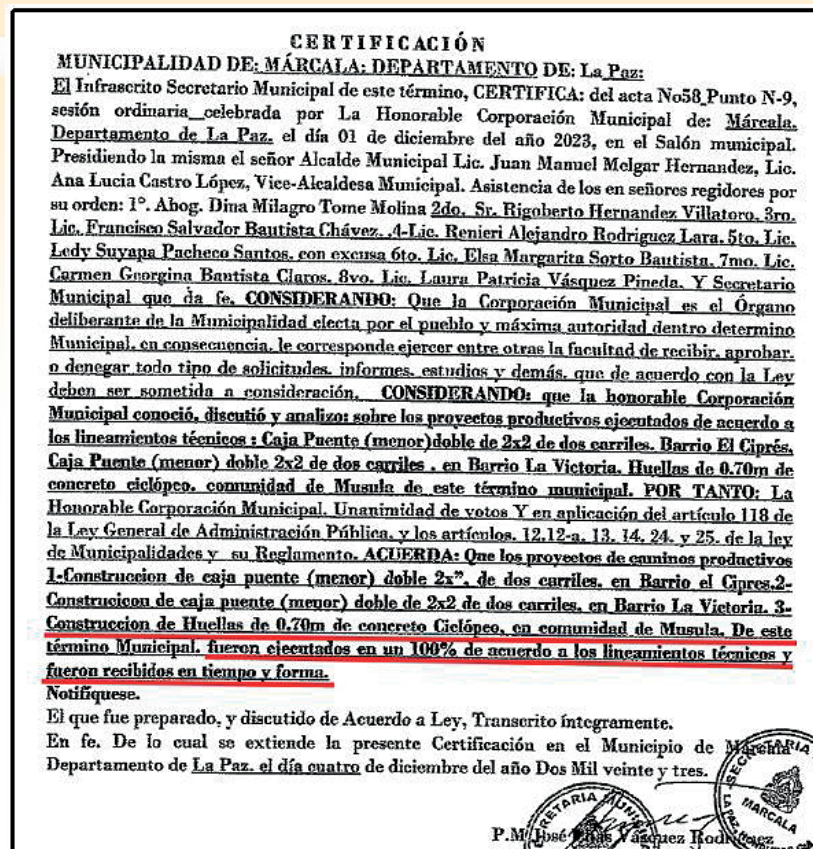 CERTIFICACIÓN
MUNICIPALIDAD DE: MÁRCALA: DEPARTAMENTO DE: La Paz:
El Infrascrito Secretario Municipal de este término, CERTIFICA: del acta No58 Punto N-9,
sesión ordinaria celebrada por La Honorable Corporación Municipal de: Márcala,
Departamento de La Paz. el día 01 de diciembre del año 2023, en el Salón municipal.
Presidiendo la misma el señor Alcalde Municipal Lic. Juan Manuel Melgar Hernandez, Lic.
Ana Lucia Castro López, Vice-Alcaldesa Municipal. Asistencia de los en señores regidores por
su orden: 1°. Abog. Dina Milagro Tome Molina 2do. Sr. Rigoberto Hernandez Villatoro. 3ro.
Lic. Francisco Salvador Bautista Chávez. .4-Lic. Renieri Alejandro Rodriguez Lara. 5to. Lic.
Ledy Suyapa Pacheco Santos. con excusa 6to. Lic. Elsa Margarita Sorto Bautista. 7mo. Lic.
Carmen Georgina Bautista Claros. 8vo. Lic. Laura Patricia Vásquez Pineda. Y Secretario
Municipal que da fe. CONSIDERANDO: Que la Corporación Municipal es el Órgano
deliberante de la Municipalidad electa por el pueblo y máxima autoridad dentro determino
Municipal. en consecuencia. le corresponde ejercer entre otras la facultad de recibir. aprobar.
o denegar todo tipo de solicitudes. informes. estudios y demás. que de acuerdo con la Ley
deben ser sometida a consideración. CONSIDERANDO: que la honorable Corporación
Municipal conoció, discutió y analizo: sobre los proyectos productivos ejecutados de acuerdo a
los lineamientos técnicos : Caja Puente (menor)doble de 2x2 de dos carriles. Barrio El Ciprés.
Caja Puente (menor) doble 2x2 de dos carriles . en Barrio La Victoria. Huellas de 0.70m de
concreto ciclópeo. comunidad de Musula de este término municipal. POR TANTO: La
Honorable Corporación Municipal. Unanimidad de votos Y en aplicación del artículo 118 de
la Ley General de Administración Pública. y los artículos. 12.12-a. 13. 14. 24. y 25. de la ley
de Municipalidades y su Reglamento. ACUERDA: Que los proyectos de caminos productivos
1-Construccion de caja puente (menor) doble 2x”. de dos carriles. en Barrio el Cipres.2-
Construcicon de caja puente (menor) doble de 2x2 de dos carriles. en Barrio La Victoria. 3-
Construccion de Huellas de 0.70m de concreto Ciclópeo. en comunidad de Musula. De este
término Municipal. fueron ejecutados en un 100% de acuerdo a los lineamientos técnicos y
fueron recibidos en tiempo y forma.
Notifíquese.
El que fue preparado, y discutido de Acuerdo a Ley, Transcrito íntegramente.
En fe. De lo cual se extiende la presente Certificación en el Municipio de Márcala
Departamento de La Paz. el día cuatro de diciembre del año Dos Mil veinte y tres.
SECRETARIA
MARCALA
LA PAZ,
P.M José Vásquez Rodríguez